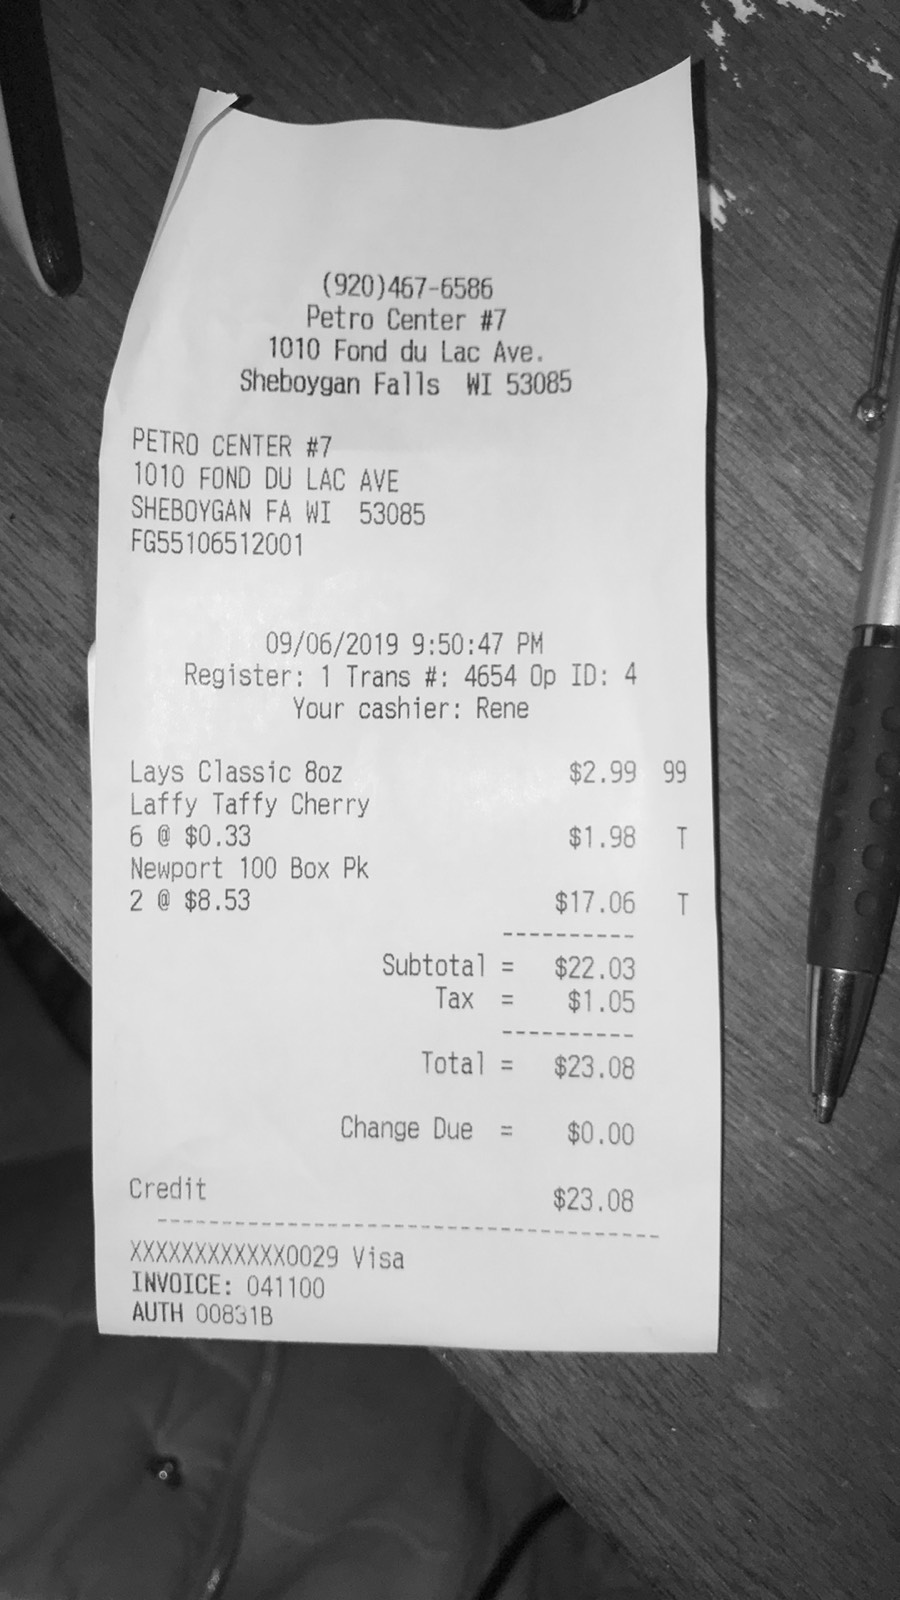 (920)467-6586
Petro Center #7
1010 Fond du Lac Ave.
Sheboygan Falls  WI 53085
PETRO CENTER #7
1010 FOND DU LAC AVE
SHEBOYGAN FA WI  53085
FG55106512001
09/06/2019 9:50:47 PM
Register: 1 Trans #: 4654 Op ID: 4
Your cashier: Rene
Lays Classic 8oz $2.99 99
Laffy Taffy Cherry
6 @ $0.33 $1.98 T
Newport 100 Box Pk
2 @ $8.53 $17.06 T
----------
Subtotal = $22.03
Tax = $1.05
----------
Total = $23.08
Change Due = $0.00
Credit $23.08
--------------------------------------
XXXXXXXXXXXX0029 Visa
INVOICE: 041100
AUTH 00831B